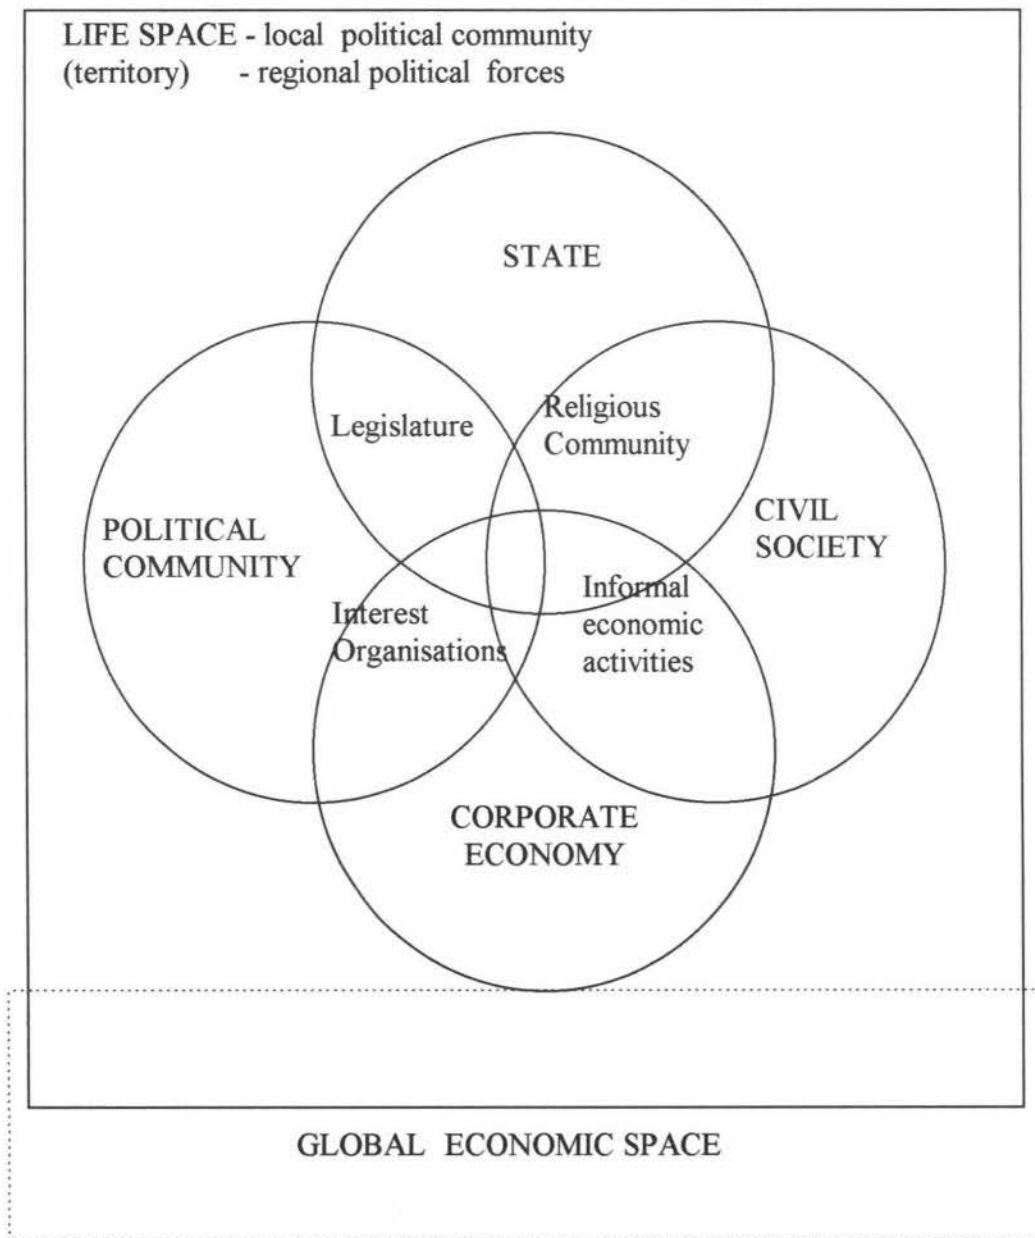 LIFE SPACE - local political community
(territory) - regional political forces
STATE
Legislature
Religious
Community
POLITICAL
COMMUNITY
CIVIL
SOCIETY
Interest
Organisations
Informal
economic
activities
CORPORATE
ECONOMY
GLOBAL ECONOMIC SPACE